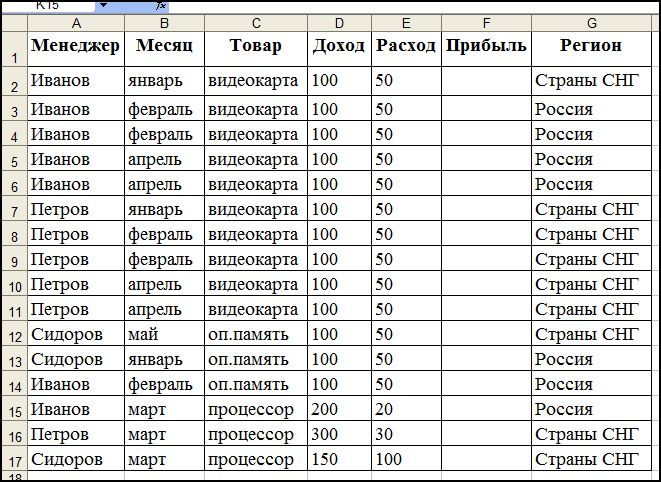 K15 fx
A B C D E F G
1 Менеджер Месяц Товар Доход Расход Прибыль Регион
2 Иванов январь видеокарта 100 50 Страны СНГ
3 Иванов февраль видеокарта 100 50 Россия
4 Иванов февраль видеокарта 100 50 Россия
5 Иванов апрель видеокарта 100 50 Россия
6 Иванов апрель видеокарта 100 50 Россия
7 Петров январь видеокарта 100 50 Страны СНГ
8 Петров февраль видеокарта 100 50 Страны СНГ
9 Петров февраль видеокарта 100 50 Страны СНГ
10 Петров апрель видеокарта 100 50 Страны СНГ
11 Петров апрель видеокарта 100 50 Страны СНГ
12 Сидоров май оп.память 100 50 Страны СНГ
13 Сидоров январь оп.память 100 50 Россия
14 Иванов февраль оп.память 100 50 Россия
15 Иванов март процессор 200 20 Россия
16 Петров март процессор 300 30 Страны СНГ
17 Сидоров март процессор 150 100 Страны СНГ
18